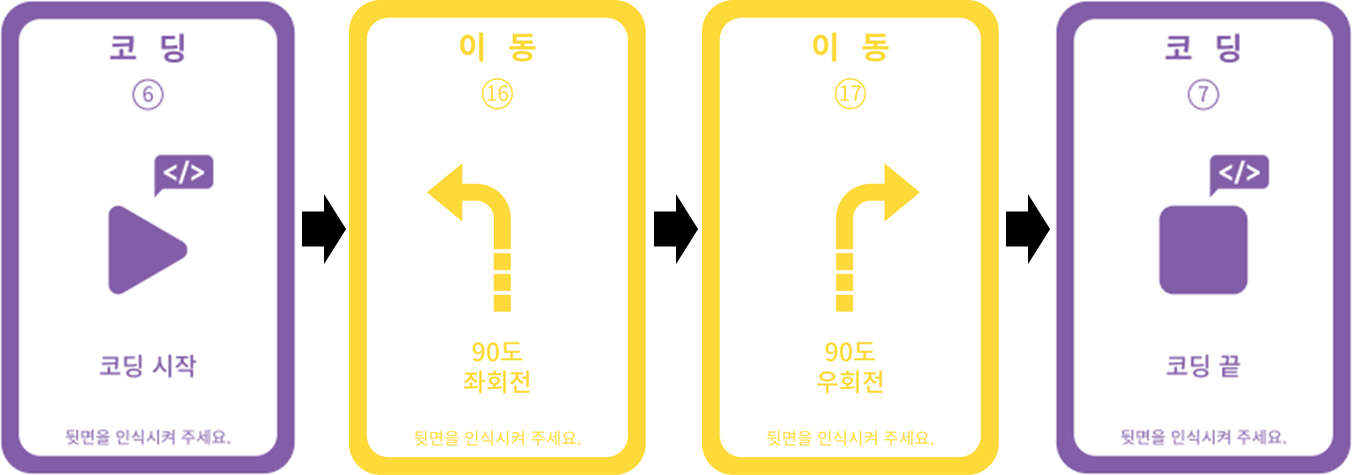 코 딩
⑥
</>
코딩 시작
뒷면을 인식시켜 주세요.
이 동
⑯
90도
좌회전
뒷면을 인식시켜 주세요.
이 동
⑰
90도
우회전
뒷면을 인식시켜 주세요.
코 딩
⑦
</>
코딩 끝
뒷면을 인식시켜 주세요.